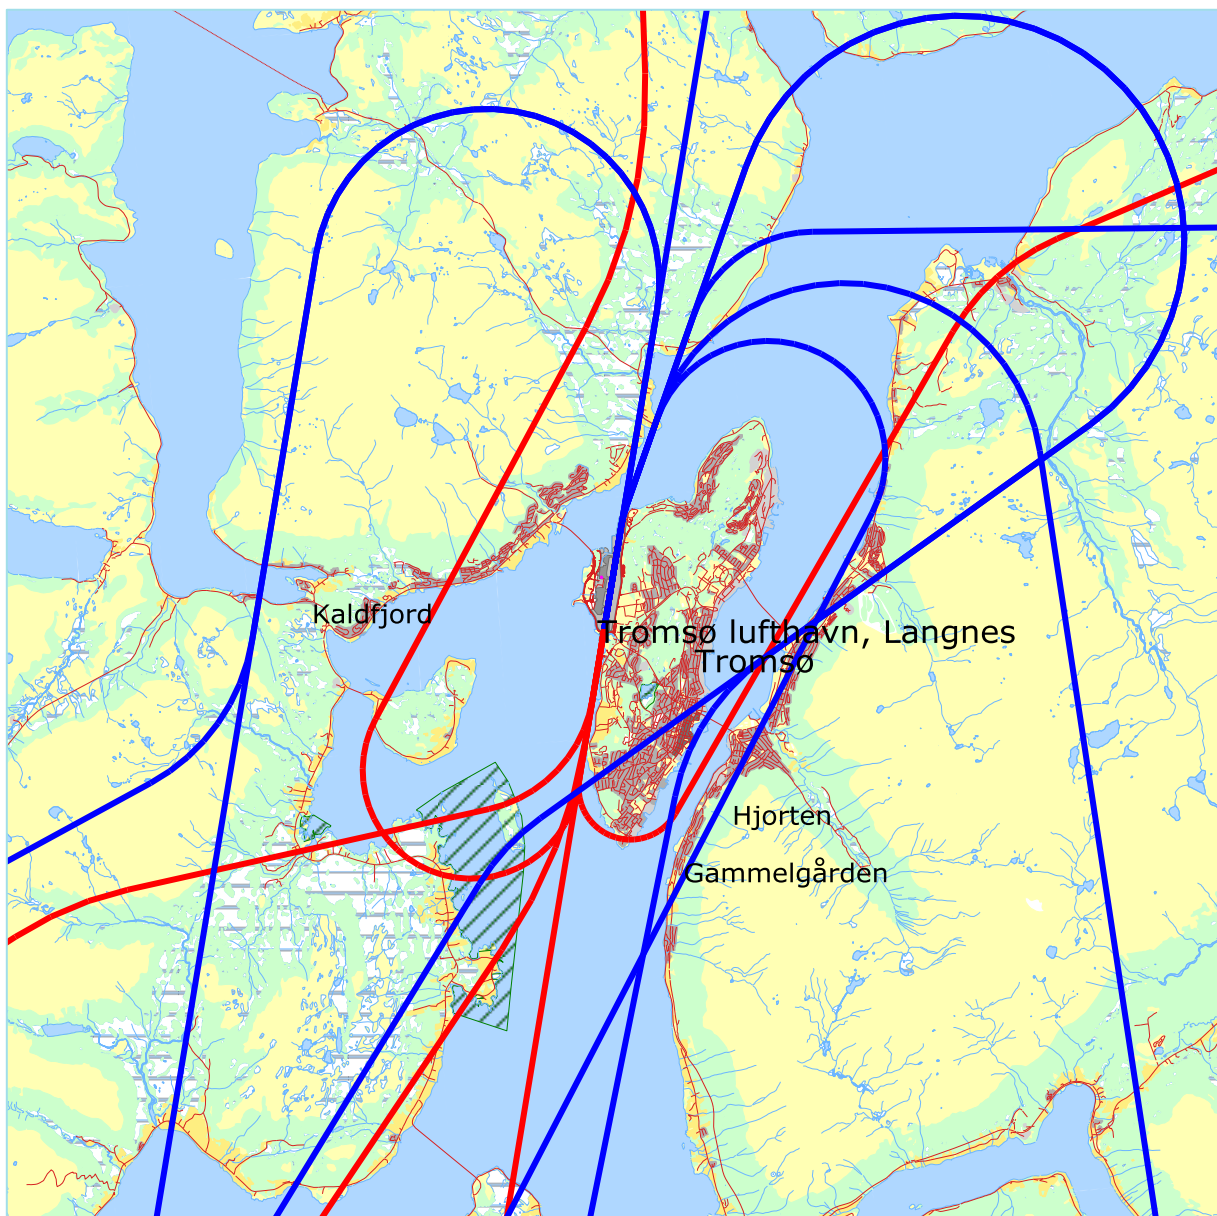 Kaldfjord
Tromsø lufthavn, Langnes
Tromsø
Hjorten
Gammelgården